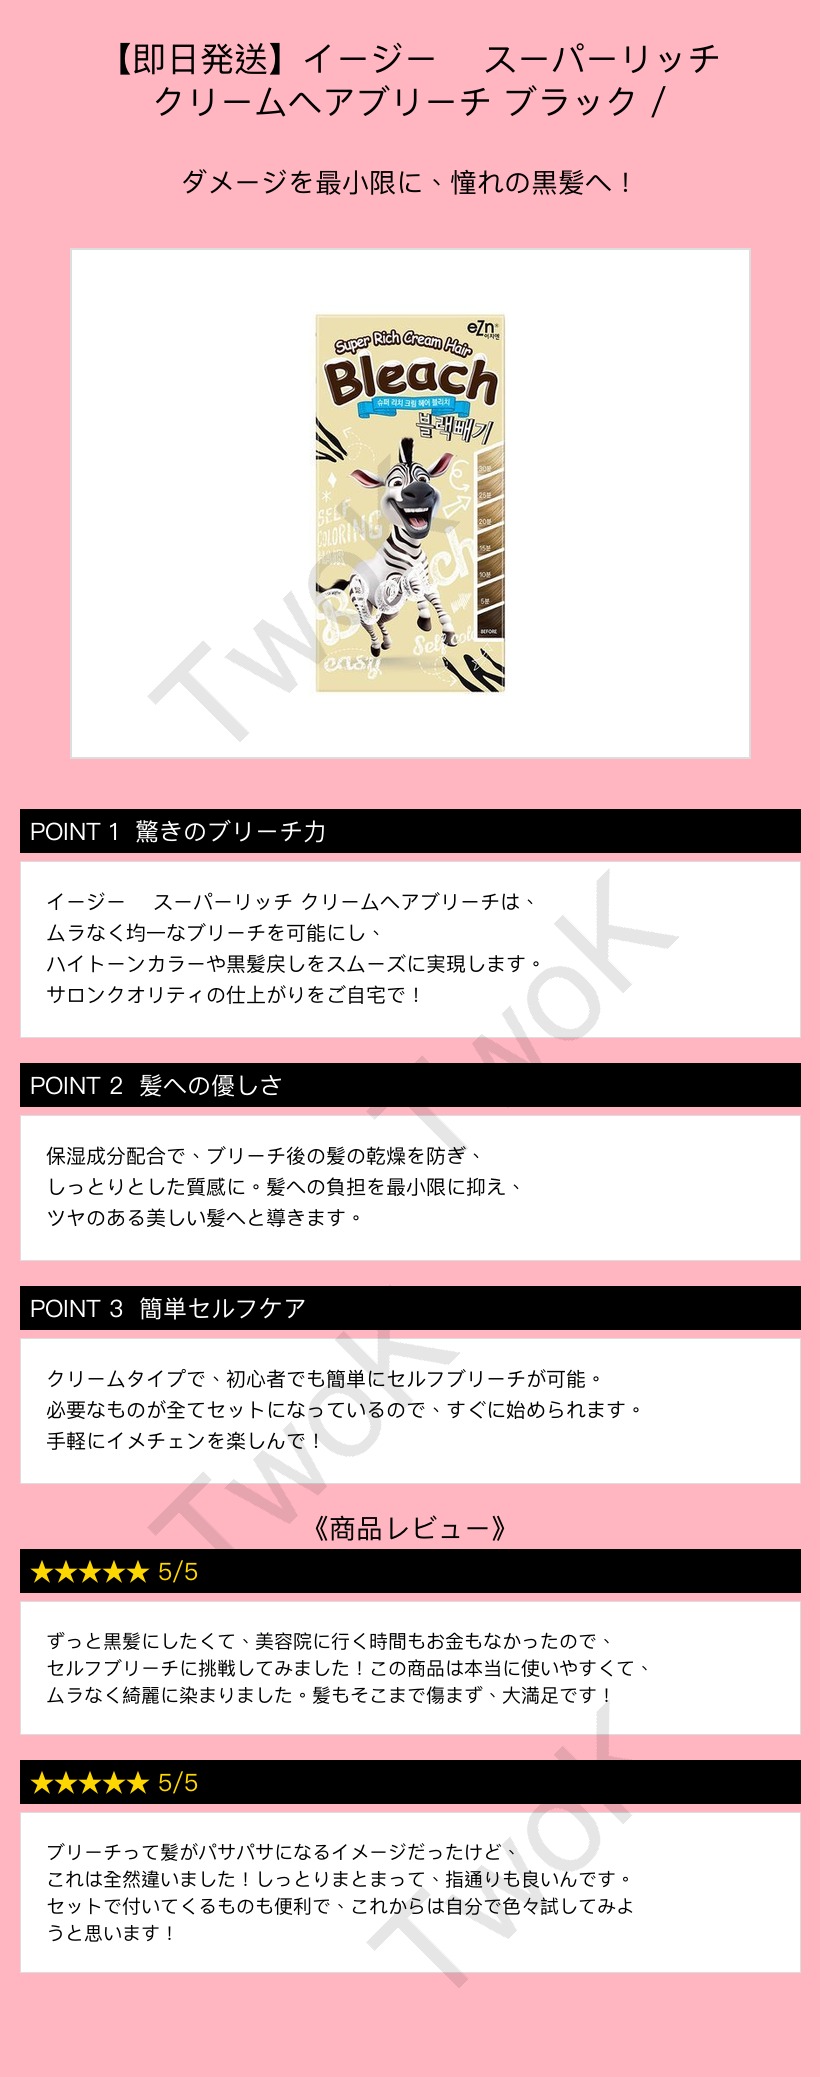 【即日発送】イージー　スーパーリッチ
クリームヘアブリーチ ブラック /
ダメージを最小限に、憧れの黒髪へ！
eZn®
이지엔
Super Rich Cream Hair
Bleach
슈퍼 리치 크림 헤어 블리치
블랙빼기
30분
25분
20분
15분
10분
5분
BEFORE
SELF
COLORING
Bleach
easy
Self color
TwoK
POINT 1 驚きのブリーチ力
イージー　スーパーリッチ クリームヘアブリーチは、
ムラなく均一なブリーチを可能にし、
ハイトーンカラーや黒髪戻しをスムーズに実現します。
サロンクオリティの仕上がりをご自宅で！
TwoK
POINT 2 髪への優しさ
保湿成分配合で、ブリーチ後の髪の乾燥を防ぎ、
しっとりとした質感に。髪への負担を最小限に抑え、
ツヤのある美しい髪へと導きます。
POINT 3 簡単セルフケア
クリームタイプで、初心者でも簡単にセルフブリーチが可能。
必要なものが全てセットになっているので、すぐに始められます。
手軽にイメチェンを楽しんで！
TwoK
《商品レビュー》
★★★★★ 5/5
ずっと黒髪にしたくて、美容院に行く時間もお金もなかったので、
セルフブリーチに挑戦してみました！この商品は本当に使いやすくて、
ムラなく綺麗に染まりました。髪もそこまで傷まず、大満足です！
★★★★★ 5/5
ブリーチって髪がパサパサになるイメージだったけど、
これは全然違いました！しっとりまとまって、指通りも良いんです。
セットで付いてくるものも便利で、これからは自分で色々試してみよ
うと思います！
TwoK